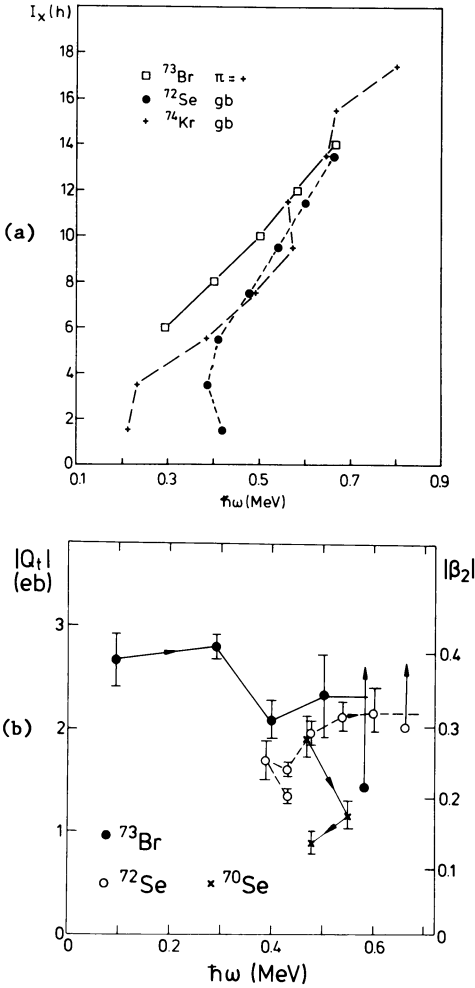 Iₓ(ħ)
18
16
14
12
10
8
6
4
2
0
⁷³Br π = +
⁷²Se gb
⁷⁴Kr gb
(a)
0.1 0.3 0.5 0.7 0.9
ħω(MeV)
|Qₜ|
(eb)
|β₂|
3
2
1
0
0.4
0.3
0.2
0.1
0
(b)
⁷³Br
⁷²Se ⁷⁰Se
0 0.2 0.4 0.6
ħω (MeV)